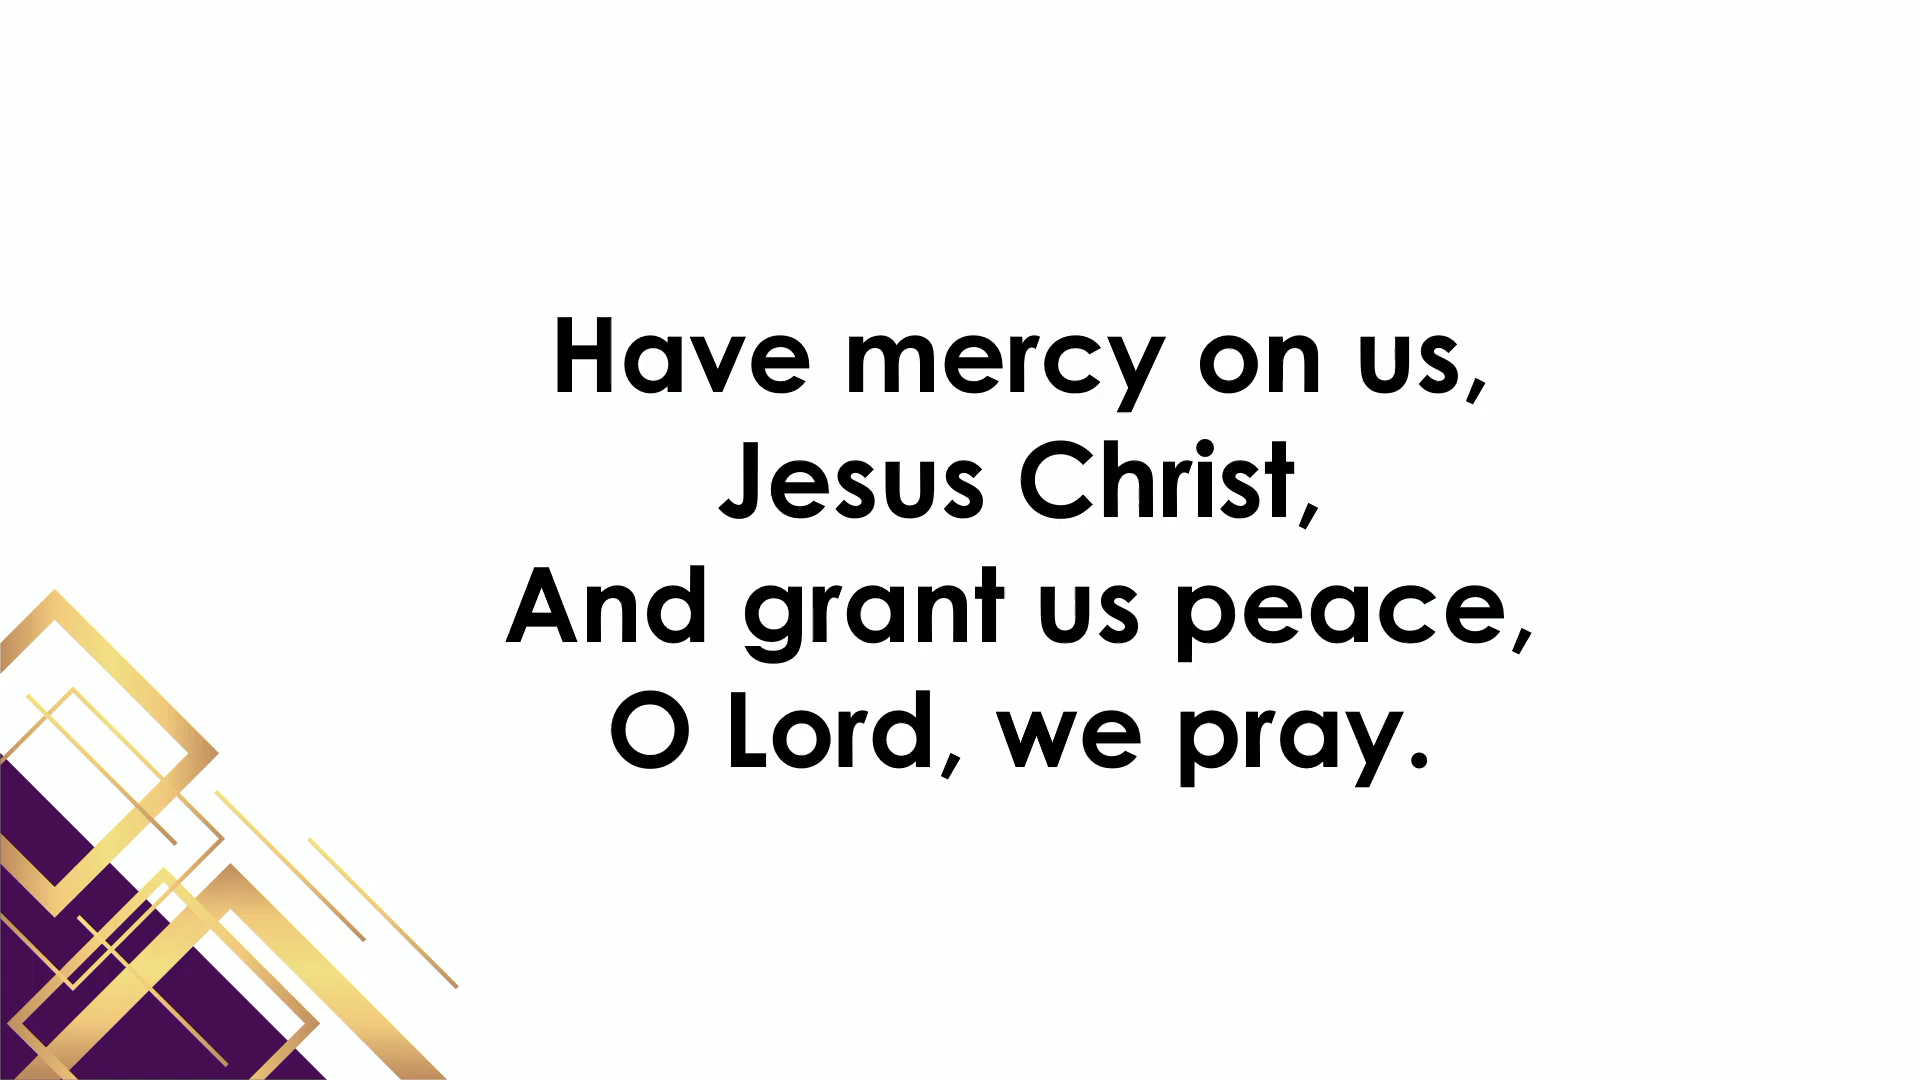 Have mercy on us,
Jesus Christ,
And grant us peace,
O Lord, we pray.